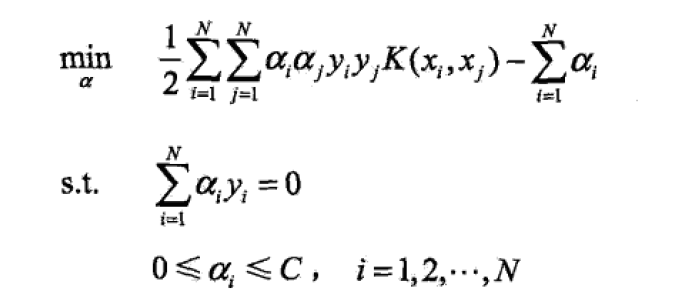 min_α 1/2 ∑_{i=1}^{N} ∑_{j=1}^{N} α_i α_j y_i y_j K(x_i, x_j) − ∑_{i=1}^{N} α_i
s.t. ∑_{i=1}^{N} α_i y_i = 0
0 ⩽ α_i ⩽ C , i = 1,2,⋯,N